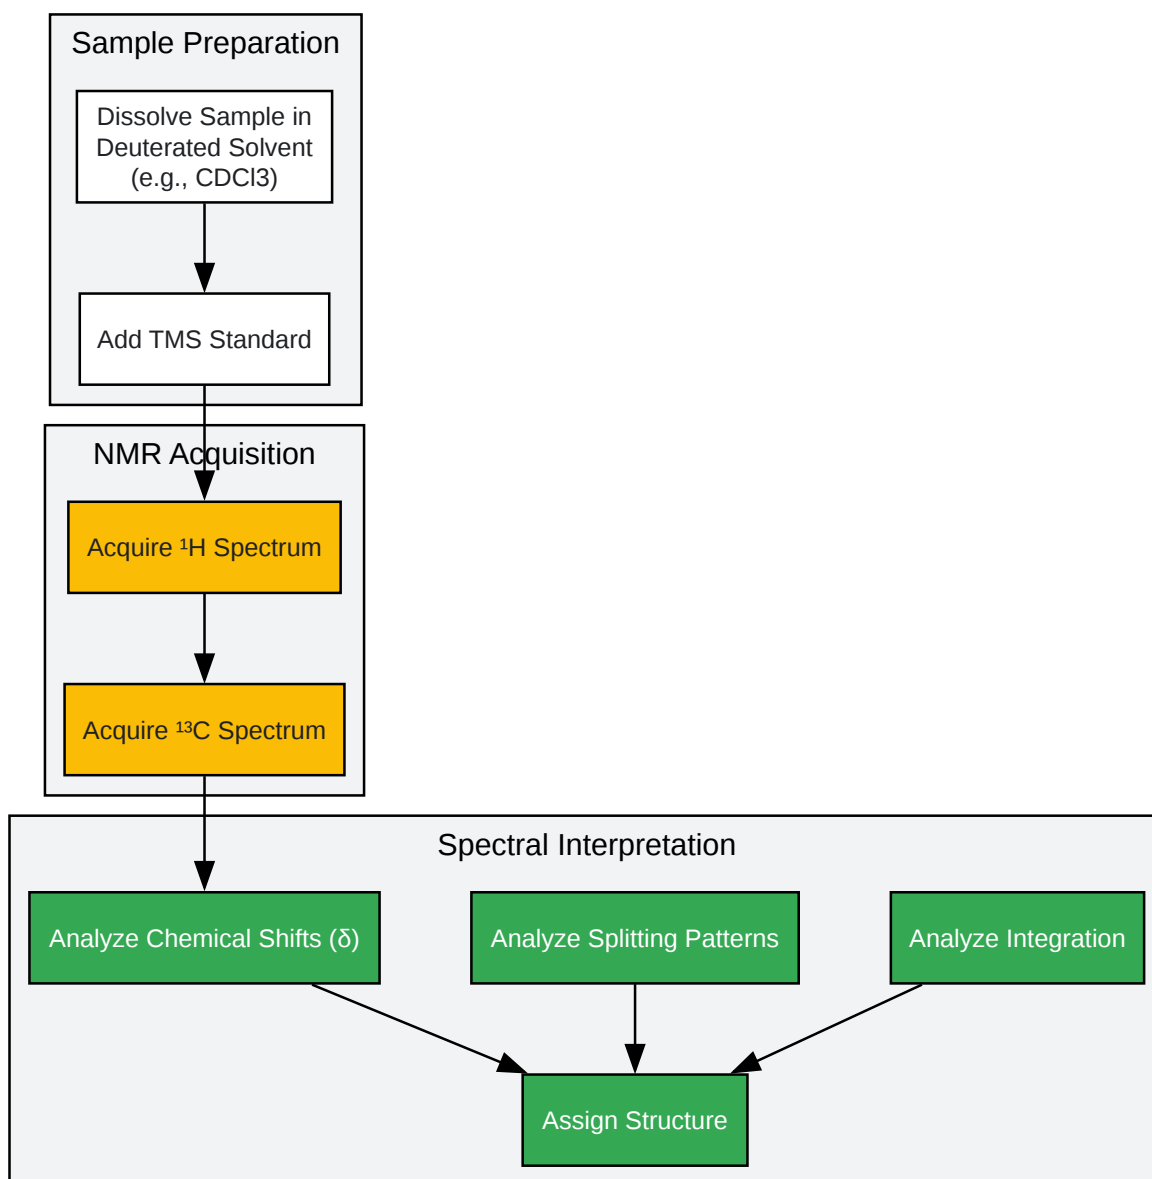 Sample Preparation
Dissolve Sample in
Deuterated Solvent
(e.g., CDCl3)
Add TMS Standard
NMR Acquisition
Acquire ¹H Spectrum
Acquire ¹³C Spectrum
Spectral Interpretation
Analyze Chemical Shifts (δ)
Analyze Splitting Patterns
Analyze Integration
Assign Structure